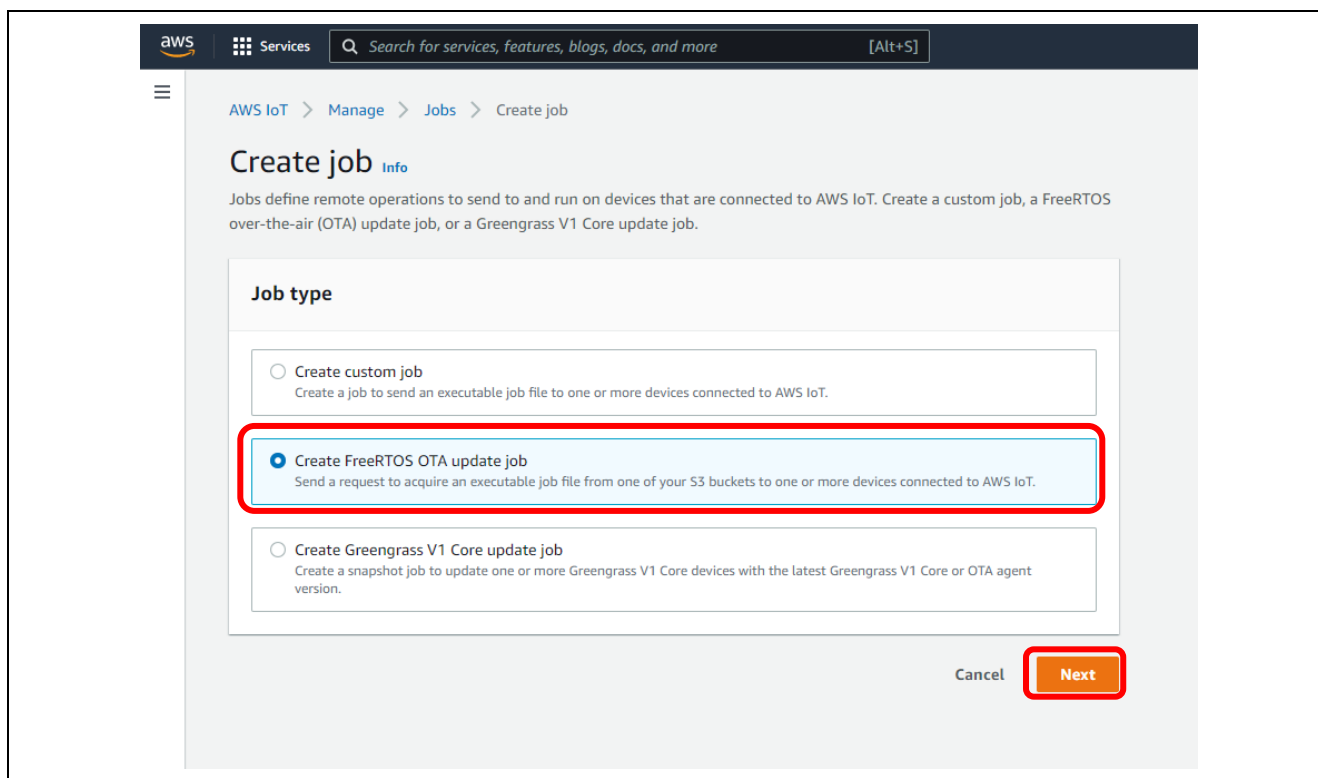 aws Services Search for services, features, blogs, docs, and more [Alt+S]
AWS IoT > Manage > Jobs > Create job
Create job Info
Jobs define remote operations to send to and run on devices that are connected to AWS IoT. Create a custom job, a FreeRTOS
over-the-air (OTA) update job, or a Greengrass V1 Core update job.
Job type
Create custom job
Create a job to send an executable job file to one or more devices connected to AWS IoT.
Create FreeRTOS OTA update job
Send a request to acquire an executable job file from one of your S3 buckets to one or more devices connected to AWS IoT.
Create Greengrass V1 Core update job
Create a snapshot job to update one or more Greengrass V1 Core devices with the latest Greengrass V1 Core or OTA agent
version.
Cancel Next